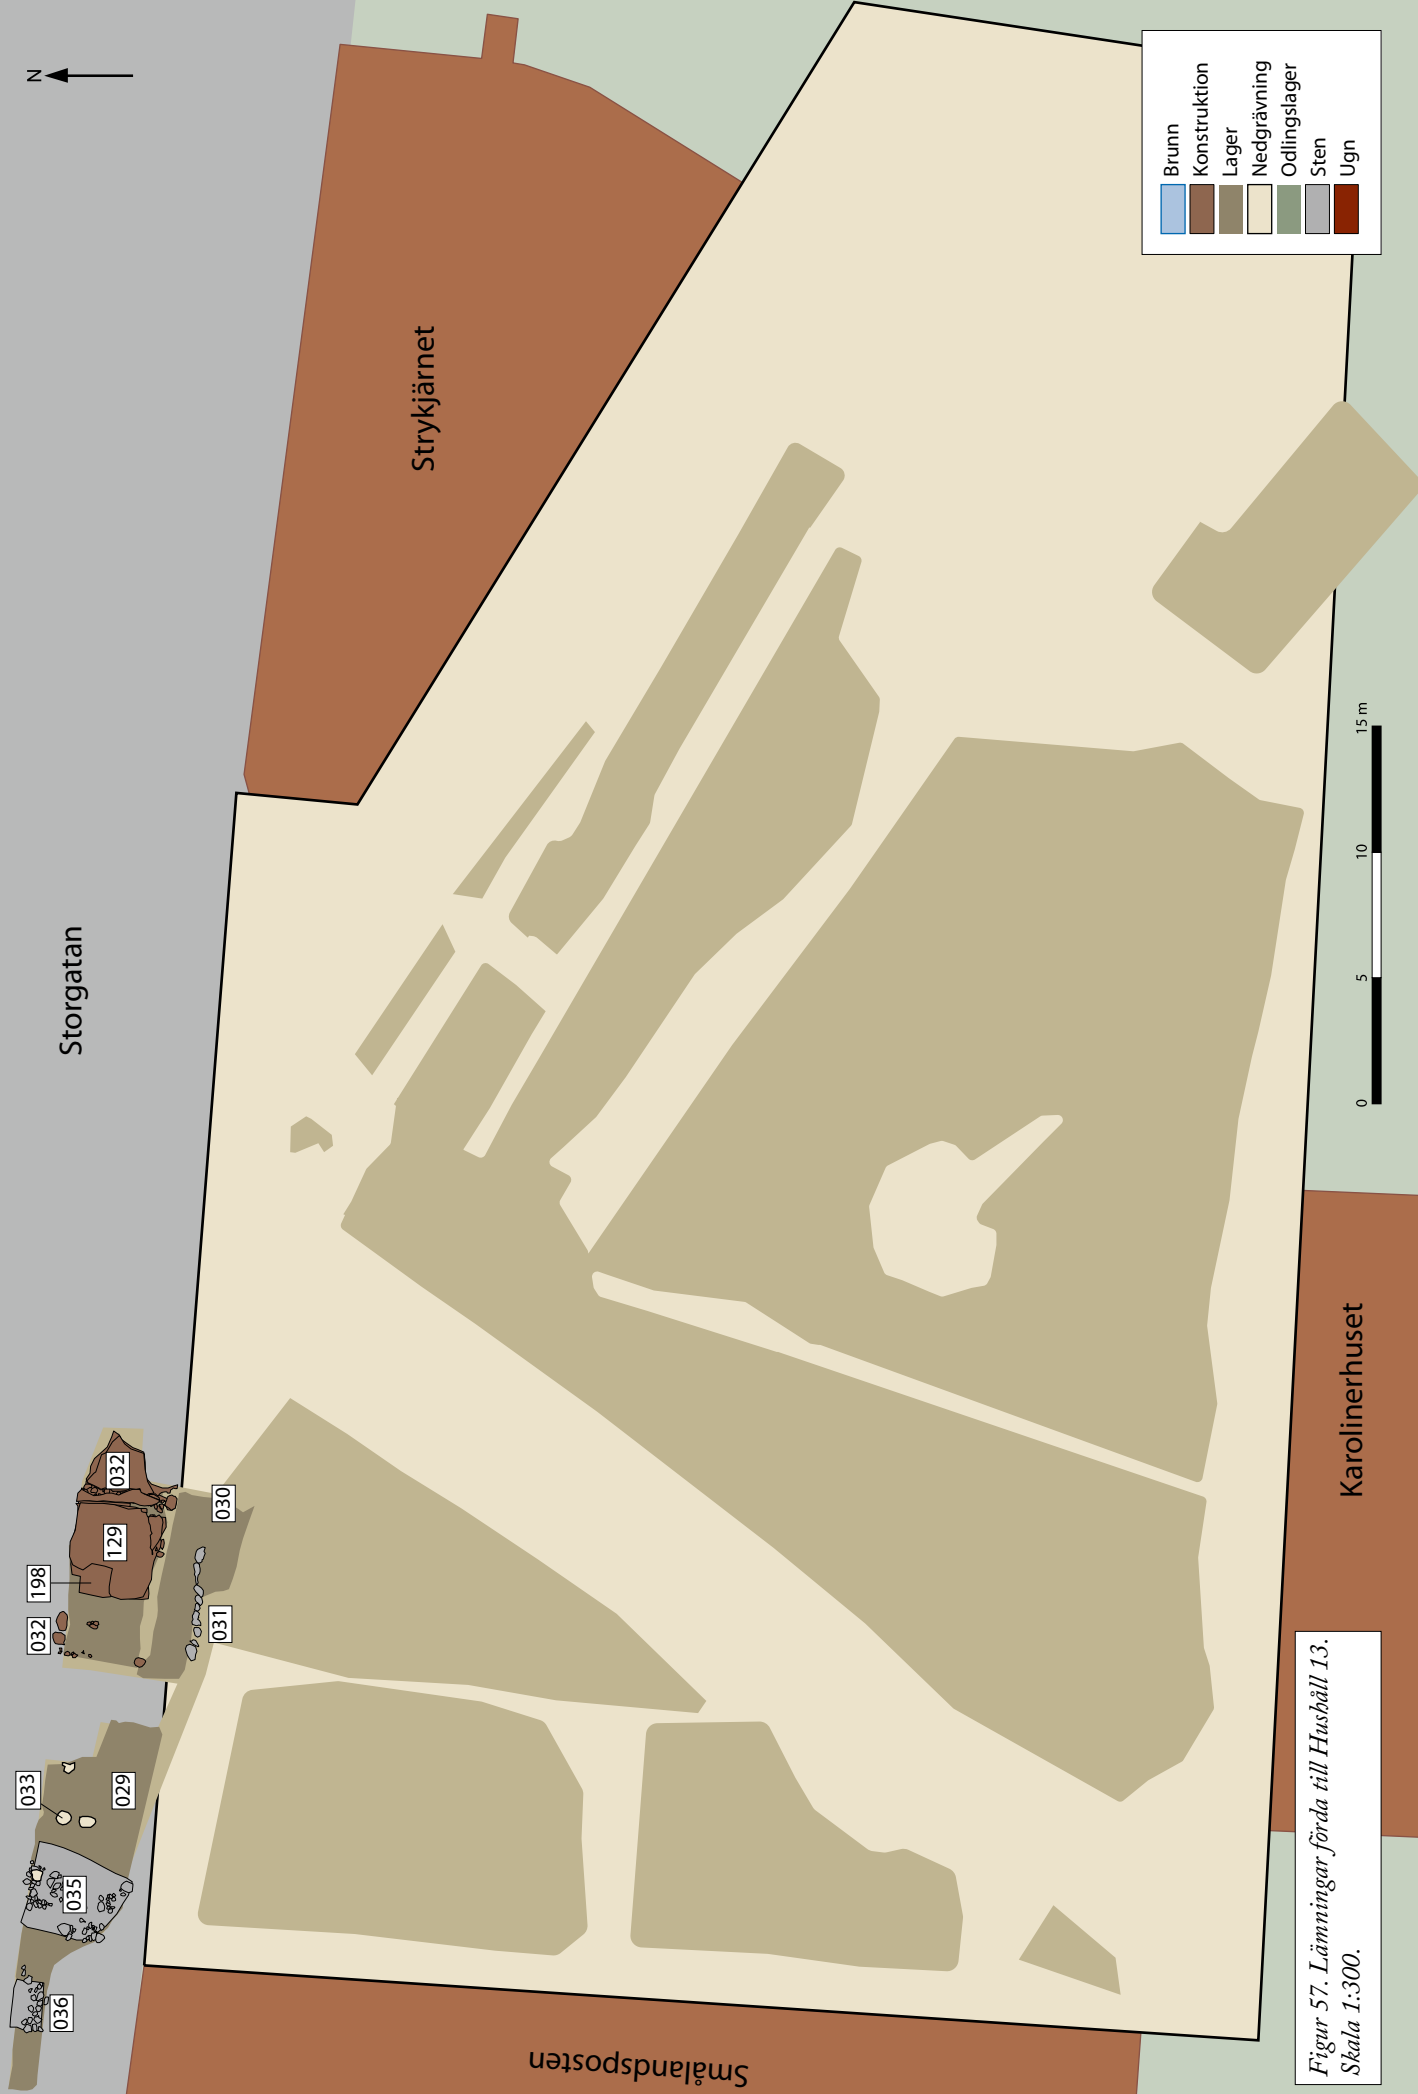 N
Storgatan
Strykjärnet
Smålandsposten
Karolinerhuset
036
035
033
029
032
198
129
032
031
030
Brunn
Konstruktion
Lager
Nedgrävning
Odlingslager
Sten
Ugn
0 5 10 15 m
Figur 57. Lämningar förda till Hushåll 13.
Skala 1:300.